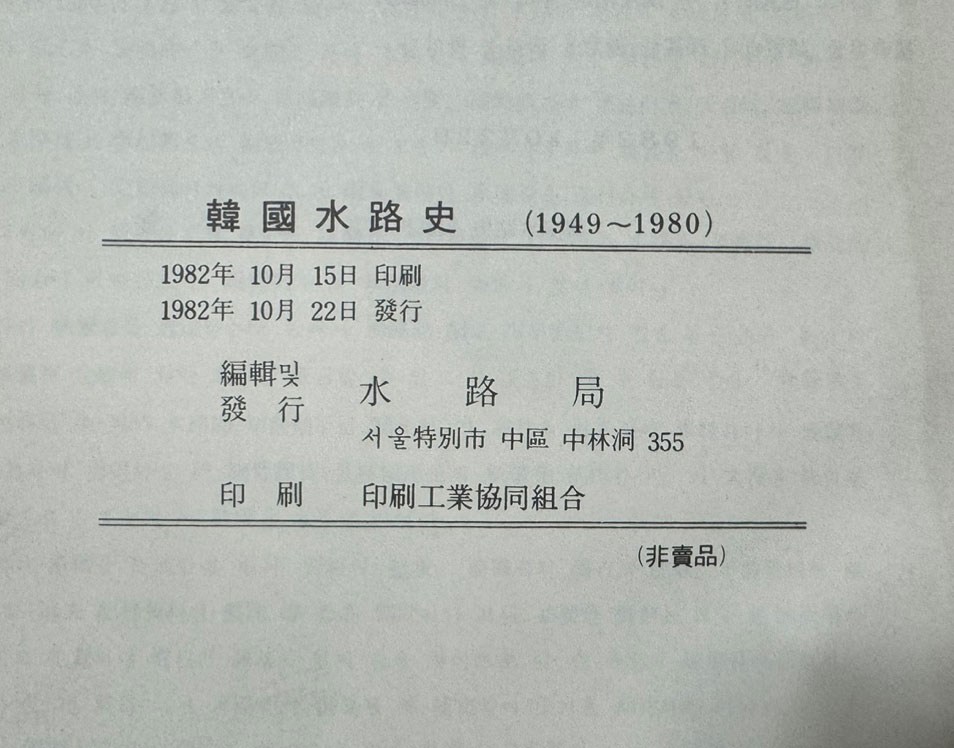 韓國水路史 (1949～1980)
1982年 10月 15日 印刷
1982年 10月 22日 發行
編輯및
發行 水路局
서울特別市 中區 中林洞 355
印刷 印刷工業協同組合
(非賣品)